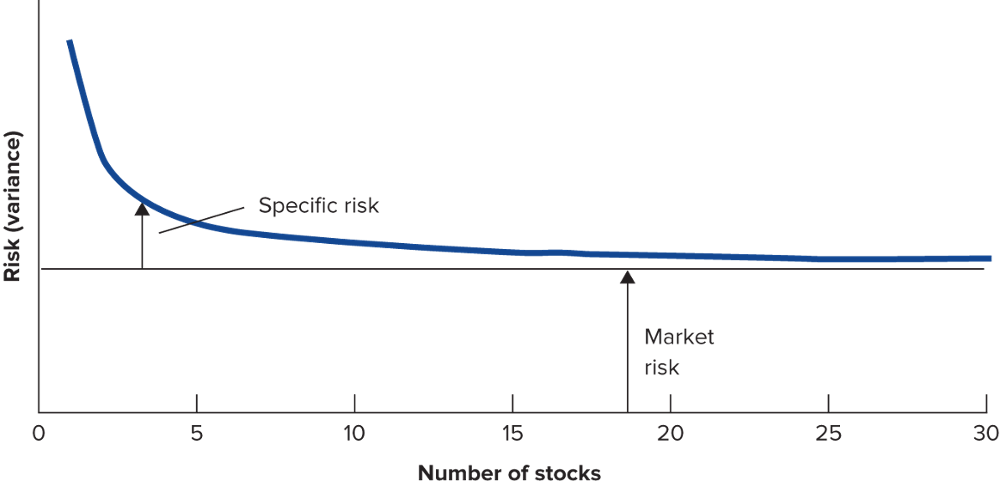 Risk (variance)
Specific risk
Market
risk
0 5 10 15 20 25 30
Number of stocks